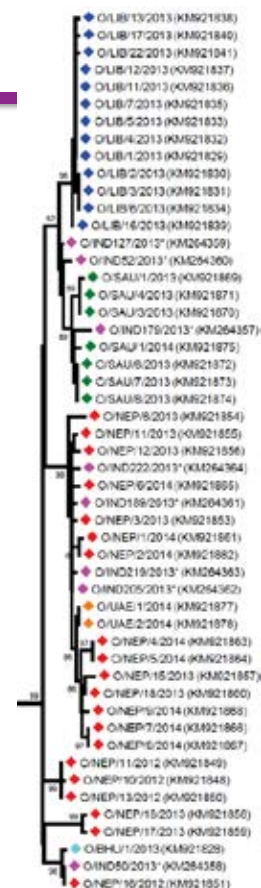 O/LIB/13/2013 (KM921838)
O/LIB/17/2013 (KM921840)
O/LIB/22/2013 (KM921841)
O/LIB/12/2013 (KM921837)
O/LIB/11/2013 (KM921836)
O/LIB/7/2013 (KM921835)
O/LIB/5/2013 (KM921833)
O/LIB/4/2013 (KM921832)
O/LIB/1/2013 (KM921829)
O/LIB/2/2013 (KM921830)
O/LIB/3/2013 (KM921831)
O/LIB/6/2013 (KM921834)
O/LIB/16/2013 (KM921839)
O/IND127/2013* (KM264359)
O/IND52/2013* (KM264360)
O/SAU/1/2013 (KM921869)
O/SAU/4/2013 (KM921871)
O/SAU/3/2013 (KM921870)
O/IND179/2013* (KM264357)
O/SAU/1/2014 (KM921875)
O/SAU/6/2013 (KM921872)
O/SAU/7/2013 (KM921873)
O/SAU/8/2013 (KM921874)
O/NEP/8/2013 (KM921854)
O/NEP/11/2013 (KM921855)
O/NEP/12/2013 (KM921856)
O/IND222/2013* (KM264364)
O/NEP/6/2014 (KM921865)
O/IND189/2013* (KM264361)
O/NEP/3/2013 (KM921853)
O/NEP/1/2014 (KM921861)
O/NEP/2/2014 (KM921862)
O/IND219/2013* (KM264363)
O/IND205/2013* (KM264362)
O/UAE/1/2014 (KM921877)
O/UAE/2/2014 (KM921878)
O/NEP/4/2014 (KM921863)
O/NEP/5/2014 (KM921864)
O/NEP/15/2013 (KM921857)
O/NEP/18/2013 (KM921860)
O/NEP/9/2014 (KM921868)
O/NEP/7/2014 (KM921866)
O/NEP/8/2014 (KM921867)
O/NEP/11/2012 (KM921849)
O/NEP/10/2012 (KM921848)
O/NEP/13/2012 (KM921850)
O/NEP/16/2013 (KM921858)
O/NEP/17/2013 (KM921859)
O/BHU/1/2013 (KM921828)
O/IND50/2013* (KM264358)
O/NEP/16/2012 (KM921851)